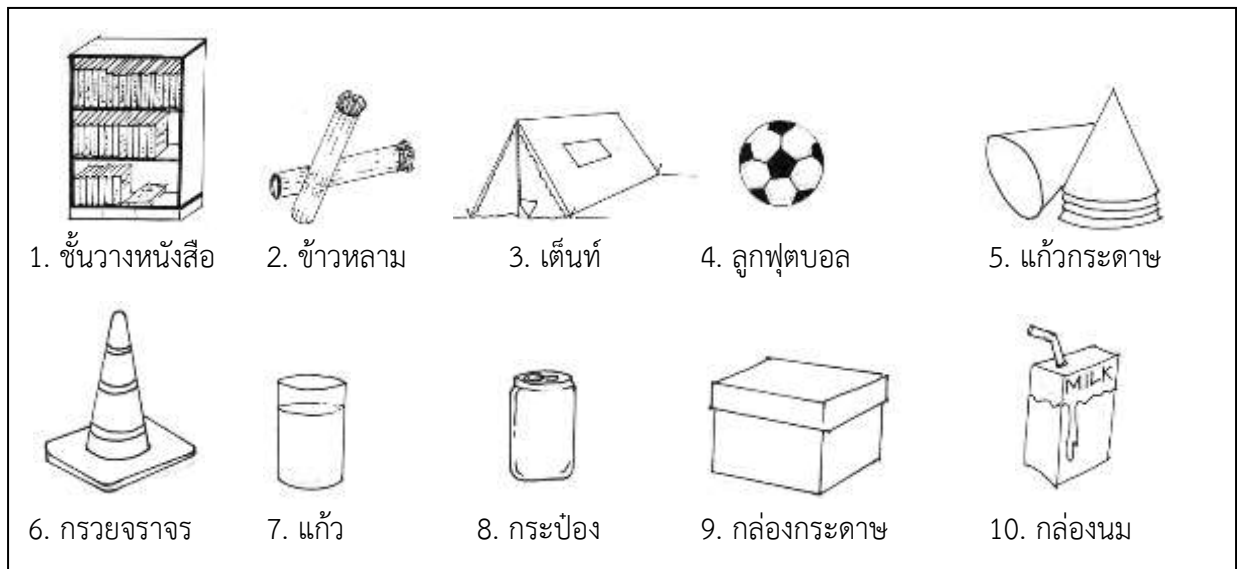 1. ชั้นวางหนังสือ 2. ข้าวหลาม 3. เต็นท์ 4. ลูกฟุตบอล 5. แก้วกระดาษ
MILK
6. กรวยจราจร 7. แก้ว 8. กระป๋อง 9. กล่องกระดาษ 10. กล่องนม